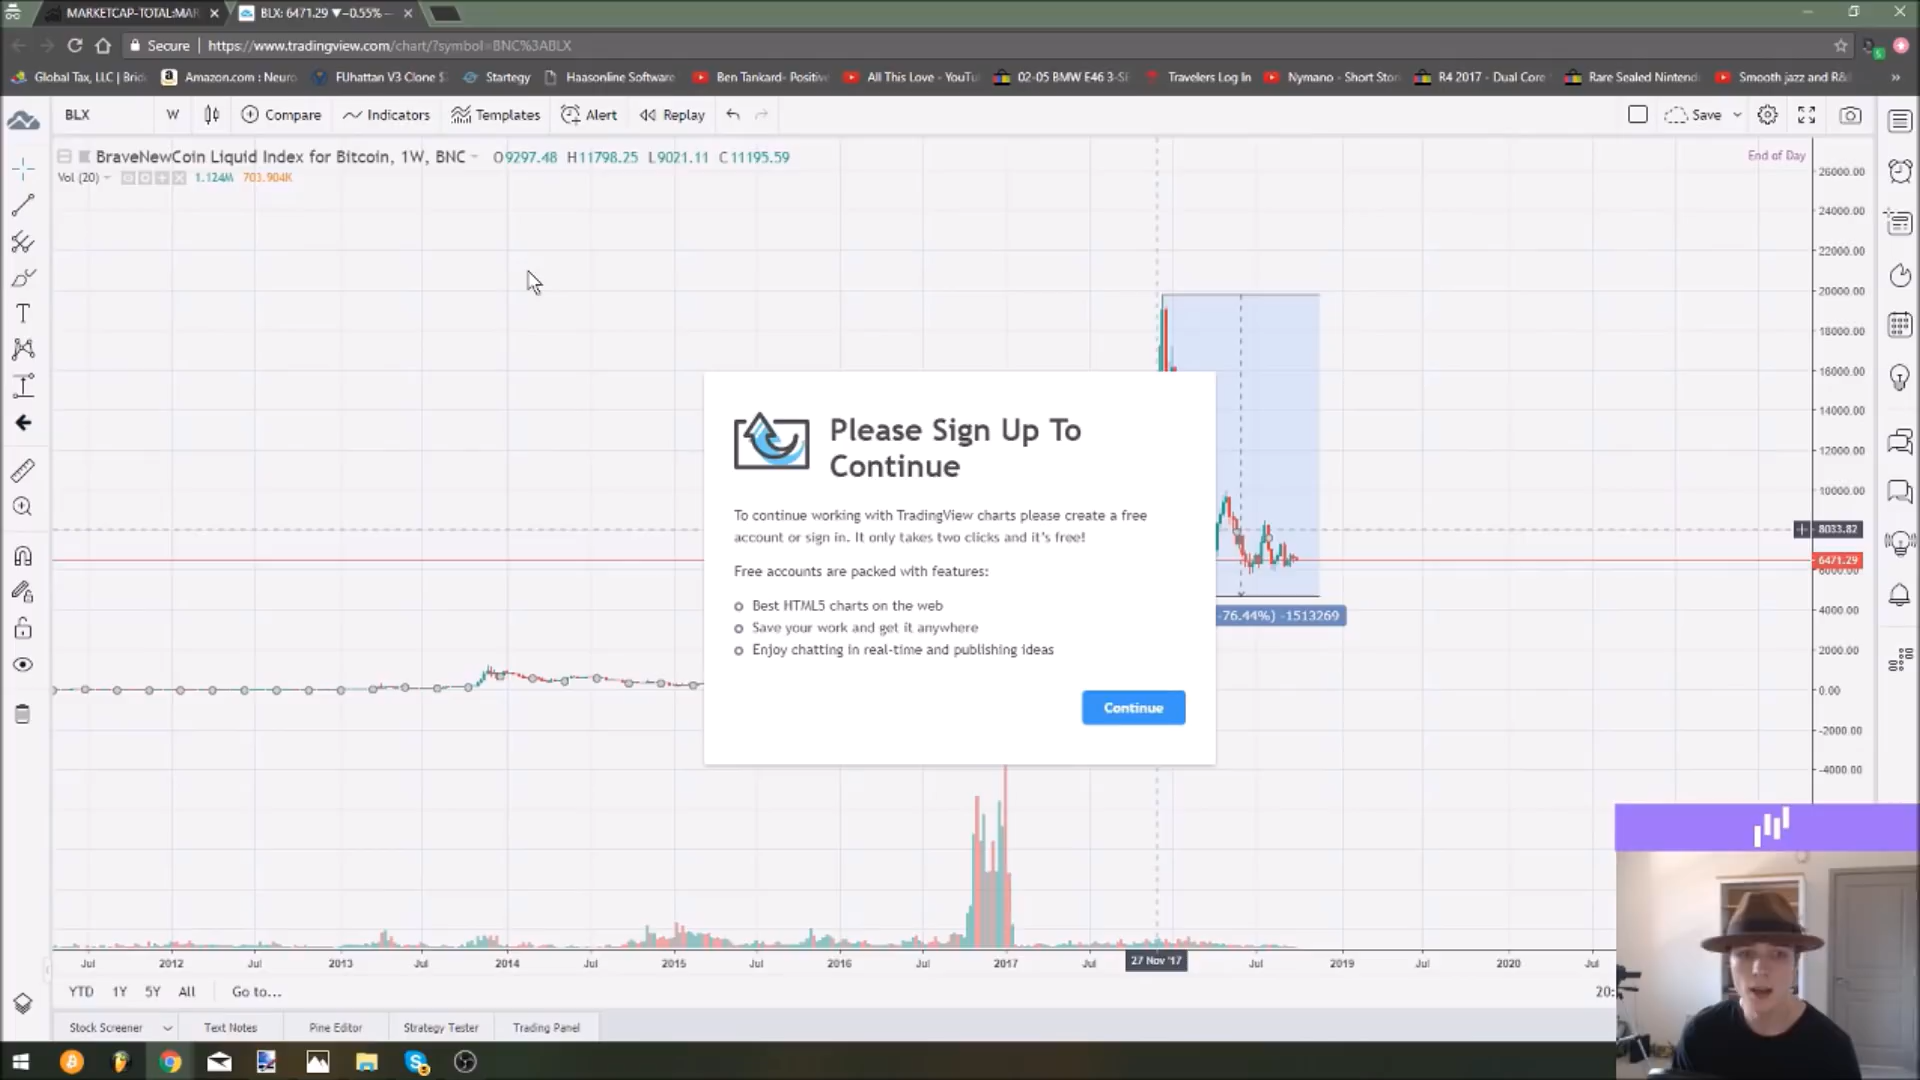 MARKETCAP-TOTAL:MAR
BLX: 6471.29 ▼−0.55% −
Secure
https://www.tradingview.com/chart/?symbol=BNC%3ABLX
Global Tax, LLC | Brid
Amazon.com : Neuro
FUhattan V3 Clone S
Startegy
Haasonline Software
Ben Tankard- Positive
All This Love - YouTu
02-05 BMW E46 3-SE
Travelers Log In
Nymano - Short Stor
R4 2017 - Dual Core
Rare Sealed Nintendo
Smooth jazz and R&B
»
BLX
W
Compare
Indicators
Templates
Alert
Replay
Save
BraveNewCoin Liquid Index for Bitcoin, 1W, BNC
O9297.48 H11798.25 L9021.11 C11195.59
Vol (20)
1.124M 703.904K
End of Day
26000.00
24000.00
22000.00
20000.00
18000.00
16000.00
14000.00
12000.00
10000.00
8033.82
6471.29
6000.00
4000.00
2000.00
0.00
-2000.00
-4000.00
Please Sign Up To
Continue
To continue working with TradingView charts please create a free
account or sign in. It only takes two clicks and it's free!
Free accounts are packed with features:
Best HTML5 charts on the web
Save your work and get it anywhere
Enjoy chatting in real-time and publishing ideas
Continue
-76.44%) -1513269
Jul 2012 Jul 2013 Jul 2014 Jul 2015 Jul 2016 Jul 2017 Jul 27 Nov '17 Jul 2019 Jul 2020 Jul
YTD 1Y 5Y All Go to...
20:
Stock Screener
Text Notes
Pine Editor
Strategy Tester
Trading Panel